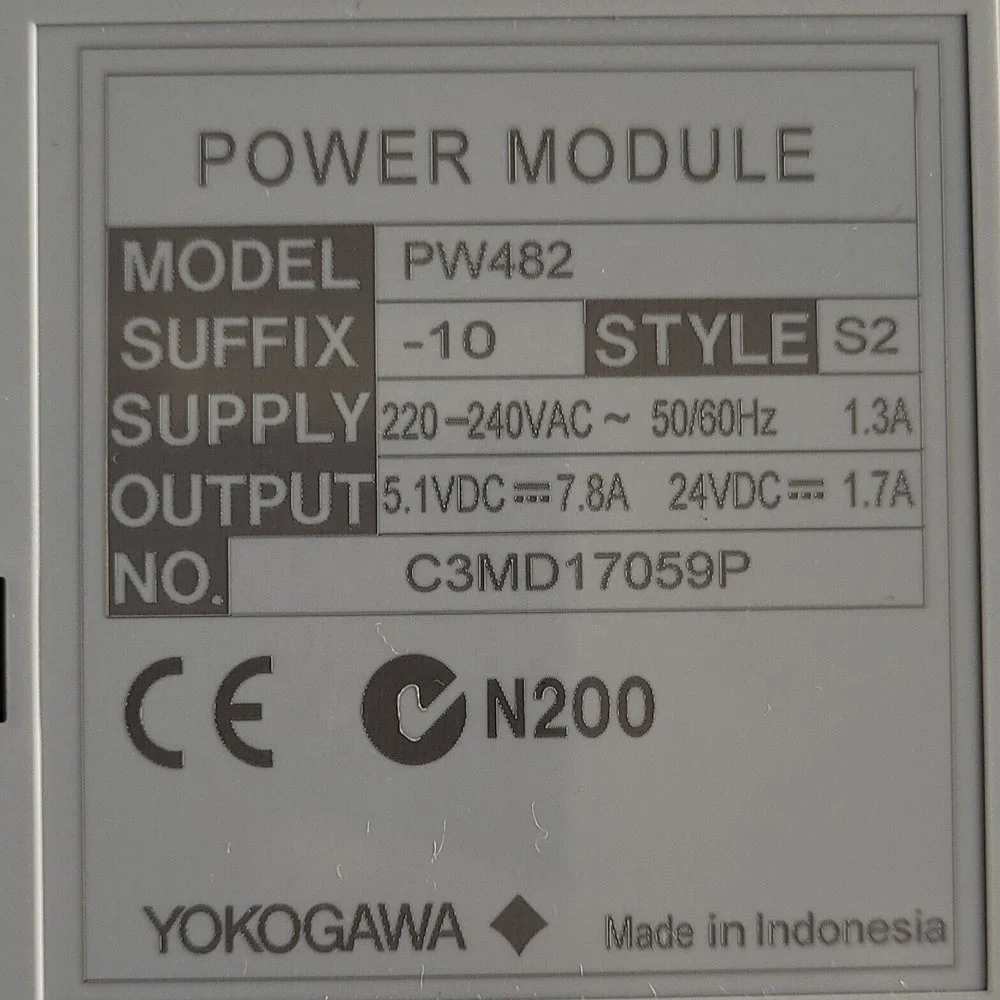 POWER MODULE
MODEL PW482
SUFFIX -10 STYLE S2
SUPPLY 220-240VAC ~ 50/60Hz 1.3A
OUTPUT 5.1VDC ⎓ 7.8A 24VDC ⎓ 1.7A
NO. C3MD17059P
CE N200
YOKOGAWA Made in Indonesia